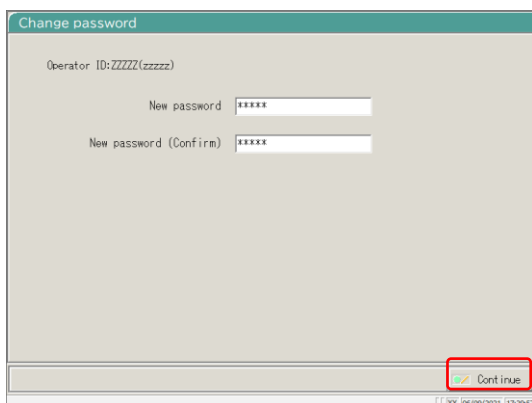 Change password
Operator ID:ZZZZZ(zzzzz)
New password *****
New password (Confirm) *****
Continue